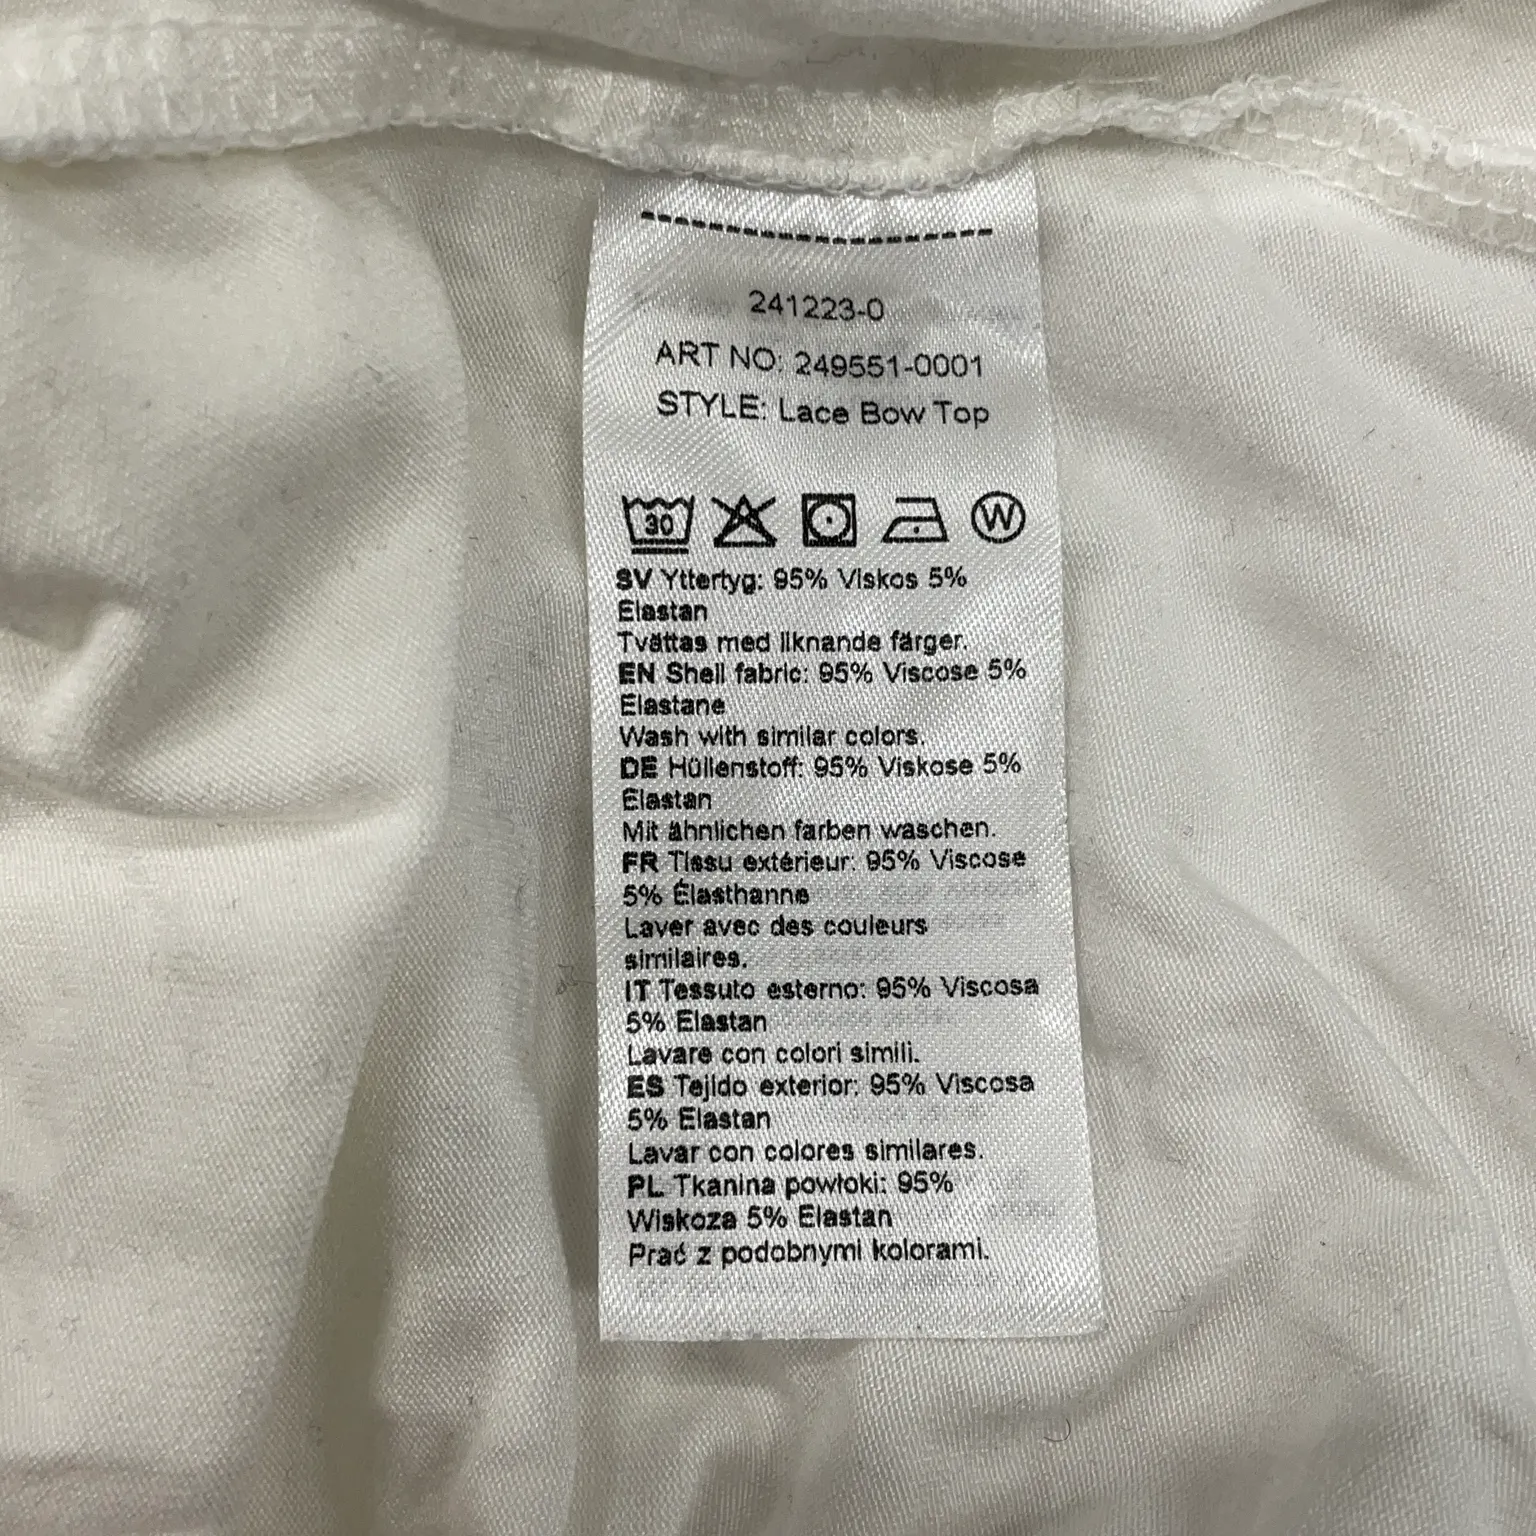 241223-0
ART NO: 249551-0001
STYLE: Lace Bow Top
30 W
SV Yttertyg: 95% Viskos 5%
Elastan
Tvättas med liknande färger.
EN Shell fabric: 95% Viscose 5%
Elastane
Wash with similar colors.
DE Hüllenstoff: 95% Viskose 5%
Elastan
Mit ähnlichen farben waschen.
FR Tissu extérieur: 95% Viscose
5% Élasthanne
Laver avec des couleurs
similaires.
IT Tessuto esterno: 95% Viscosa
5% Elastan
Lavare con colori simili.
ES Tejido exterior: 95% Viscosa
5% Elastan
Lavar con colores similares.
PL Tkanina powłoki: 95%
Wiskoza 5% Elastan
Prać z podobnymi kolorami.